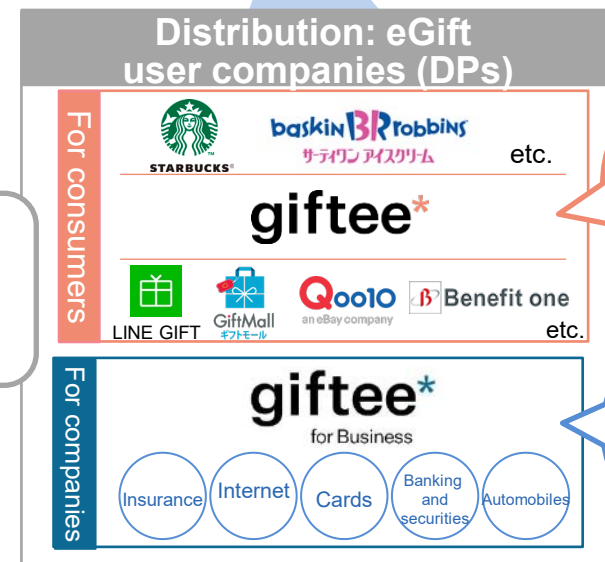 Distribution: eGift
user companies (DPs)
For consumers
STARBUCKS®
baskin BR robbins
サーティワン アイスクリーム
etc.
giftee*
LINE GIFT
GiftMall
ギフトモール
Qoo10
an eBay company
B Benefit one
etc.
For companies
giftee*
for Business
Insurance
Internet
Cards
Banking
and
securities
Automobiles